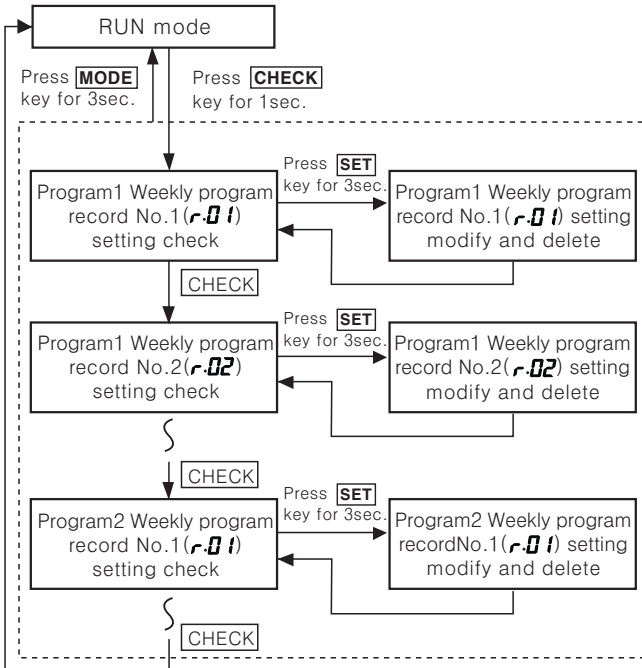 RUN mode
Press MODE
key for 3sec.
Press CHECK
key for 1sec.
Program1 Weekly program
record No.1(r.01)
setting check
Press SET
key for 3sec.
Program1 Weekly program
record No.1(r.01) setting
modify and delete
CHECK
Program1 Weekly program
record No.2(r.02)
setting check
Press SET
key for 3sec.
Program1 Weekly program
record No.2(r.02) setting
modify and delete
CHECK
Program2 Weekly program
record No.1(r.01)
setting check
Press SET
key for 3sec.
Program2 Weekly program
recordNo.1(r.01) setting
modify and delete
CHECK